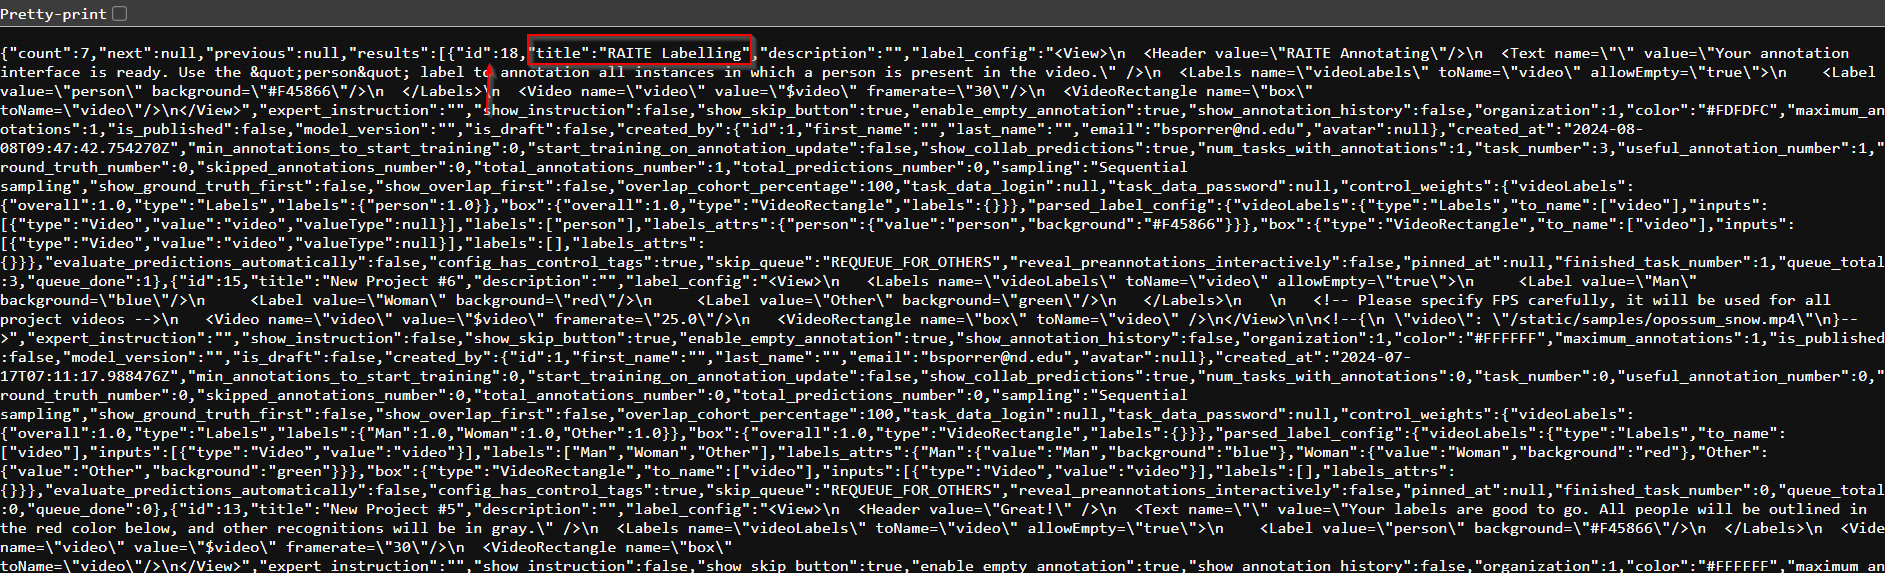 Pretty-print
{"count":7,"next":null,"previous":null,"results":[{"id":18,"title":"RAITE Labelling","description":"","label_config":"<View>\n  <Header value=\"RAITE Annotating\"/>\n  <Text name=\"\" value=\"Your annotation
interface is ready. Use the &quot;person&quot; label to annotation all instances in which a person is present in the video.\" />\n  <Labels name=\"videoLabels\" toName=\"video\" allowEmpty=\"true\">\n    <Label
value=\"person\" background=\"#F45866\"/>\n  </Labels>\n  <Video name=\"video\" value=\"$video\" framerate=\"30\"/>\n  <VideoRectangle name=\"box\"
toName=\"video\"/>\n</View>","expert_instruction":"","show_instruction":false,"show_skip_button":true,"enable_empty_annotation":true,"show_annotation_history":false,"organization":1,"color":"#FDFDFC","maximum_an
otations":1,"is_published":false,"model_version":"","is_draft":false,"created_by":{"id":1,"first_name":"","last_name":"","email":"bsporrer@nd.edu","avatar":null},"created_at":"2024-08-
08T09:47:42.754270Z","min_annotations_to_start_training":0,"start_training_on_annotation_update":false,"show_collab_predictions":true,"num_tasks_with_annotations":1,"task_number":3,"useful_annotation_number":1,
round_truth_number":0,"skipped_annotations_number":0,"total_annotations_number":1,"total_predictions_number":0,"sampling":"Sequential
sampling","show_ground_truth_first":false,"show_overlap_first":false,"overlap_cohort_percentage":100,"task_data_login":null,"task_data_password":null,"control_weights":{"videoLabels":
{"overall":1.0,"type":"Labels","labels":{"person":1.0}},"box":{"overall":1.0,"type":"VideoRectangle","labels":{}}},"parsed_label_config":{"videoLabels":{"type":"Labels","to_name":["video"],"inputs":
[{"type":"Video","value":"video","valueType":null}],"labels":["person"],"labels_attrs":{"person":{"value":"person","background":"#F45866"}}},"box":{"type":"VideoRectangle","to_name":["video"],"inputs":
[{"type":"Video","value":"video","valueType":null}],"labels":[],"labels_attrs":
{}}},"evaluate_predictions_automatically":false,"config_has_control_tags":true,"skip_queue":"REQUEUE_FOR_OTHERS","reveal_preannotations_interactively":false,"pinned_at":null,"finished_task_number":1,"queue_total
:3,"queue_done":1},{"id":15,"title":"New Project #6","description":"","label_config":"<View>\n  <Labels name=\"videoLabels\" toName=\"video\" allowEmpty=\"true\">\n     <Label value=\"Man\"
background=\"blue\"/>\n     <Label value=\"Woman\" background=\"red\"/>\n     <Label value=\"Other\" background=\"green\"/>\n  </Labels>\n   \n   <!-- Please specify FPS carefully, it will be used for all
project videos -->\n  <Video name=\"video\" value=\"$video\" framerate=\"25.0\"/>\n   <VideoRectangle name=\"box\" toName=\"video\" />\n</View>\n\n<!--{\n \"video\": \"/static/samples/opossum_snow.mp4\"\n}--
>","expert_instruction":"","show_instruction":false,"show_skip_button":true,"enable_empty_annotation":true,"show_annotation_history":false,"organization":1,"color":"#FFFFFF","maximum_annotations":1,"is_published
:false,"model_version":"","is_draft":false,"created_by":{"id":1,"first_name":"","last_name":"","email":"bsporrer@nd.edu","avatar":null},"created_at":"2024-07-
17T07:11:17.988476Z","min_annotations_to_start_training":0,"start_training_on_annotation_update":false,"show_collab_predictions":true,"num_tasks_with_annotations":0,"task_number":0,"useful_annotation_number":0,
round_truth_number":0,"skipped_annotations_number":0,"total_annotations_number":0,"total_predictions_number":0,"sampling":"Sequential
sampling","show_ground_truth_first":false,"show_overlap_first":false,"overlap_cohort_percentage":100,"task_data_login":null,"task_data_password":null,"control_weights":{"videoLabels":
{"overall":1.0,"type":"Labels","labels":{"Man":1.0,"Woman":1.0,"Other":1.0}},"box":{"overall":1.0,"type":"VideoRectangle","labels":{}}},"parsed_label_config":{"videoLabels":{"type":"Labels","to_name":
["video"],"inputs":[{"type":"Video","value":"video"}],"labels":["Man","Woman","Other"],"labels_attrs":{"Man":{"value":"Man","background":"blue"},"Woman":{"value":"Woman","background":"red"},"Other":
{"value":"Other","background":"green"}}},"box":{"type":"VideoRectangle","to_name":["video"],"inputs":[{"type":"Video","value":"video"}],"labels":[],"labels_attrs":
{}}},"evaluate_predictions_automatically":false,"config_has_control_tags":true,"skip_queue":"REQUEUE_FOR_OTHERS","reveal_preannotations_interactively":false,"pinned_at":null,"finished_task_number":0,"queue_total
:0,"queue_done":0},{"id":13,"title":"New Project #5","description":"","label_config":"<View>\n  <Header value=\"Great!\" />\n  <Text name=\"\" value=\"Your labels are good to go. All people will be outlined in
the red color below, and other recognitions will be in gray.\" />\n  <Labels name=\"videoLabels\" toName=\"video\" allowEmpty=\"true\">\n    <Label value=\"person\" background=\"#F45866\"/>\n  </Labels>\n  <Vide
name=\"video\" value=\"$video\" framerate=\"30\"/>\n  <VideoRectangle name=\"box\"
toName=\"video\"/>\n</View>","expert_instruction":"","show_instruction":false,"show_skip_button":true,"enable_empty_annotation":true,"show_annotation_history":false,"organization":1,"color":"#FFFFFF","maximum_an